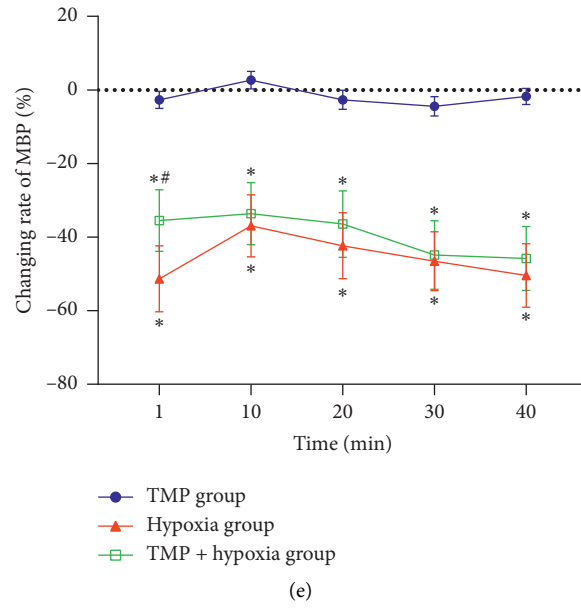 20
0
–20
–40
–60
–80
Changing rate of MBP (%)
*#
*
*
*
*
*
*
*
*
*
1 10 20 30 40
Time (min)
TMP group
Hypoxia group
TMP + hypoxia group
(e)